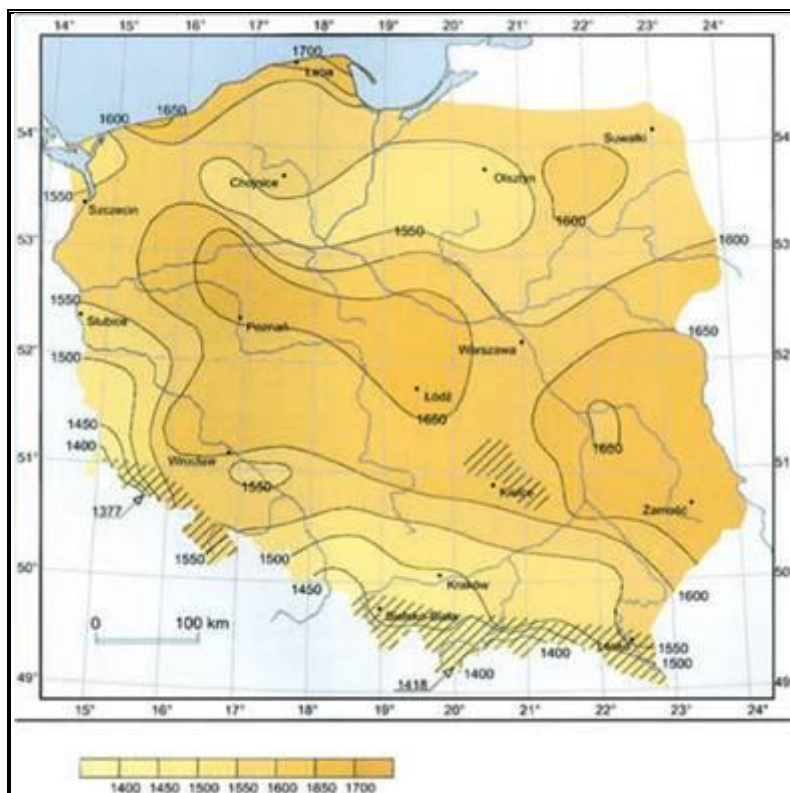 14° 15° 16° 17° 18° 19° 20° 21° 22° 23° 24°
1700
Łeba
1650
1600
54°
54°
Suwałki
Chojnice
Olsztyn
1550
Szczecin
1600
53°
1550
1600
53°
1550
Słubice
Poznań
1650
1500
Warszawa
52°
52°
Łódź
1650
1450
1400
1650
51°
Wrocław
51°
1550
Kielce
Zamość
1377
1550
1500
50°
50°
1450
Kraków
1600
0 100 km
Bielsko-Biała
1550
1400
1500
49°
1418
1400
49°
15° 16° 17° 18° 19° 20° 21° 22° 23° 24°
1400 1450 1500 1550 1600 1650 1700